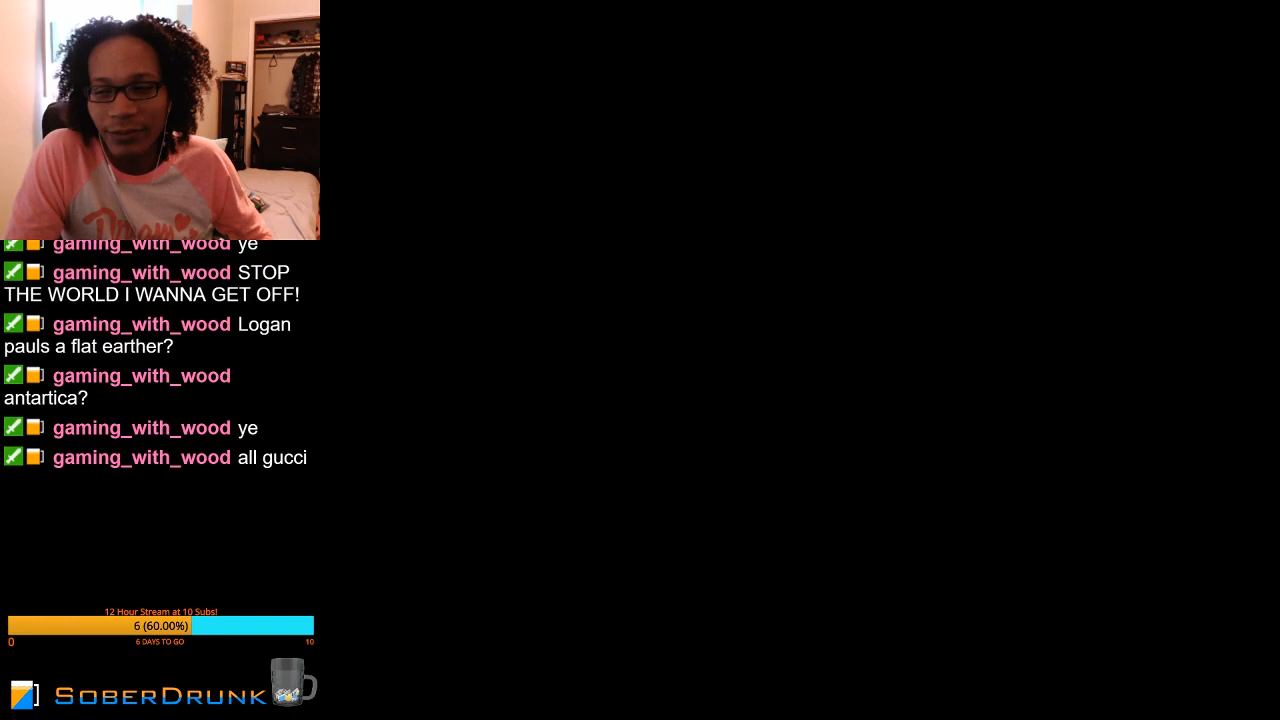 Dream
gaming_with_wood ye
gaming_with_wood STOP
THE WORLD I WANNA GET OFF!
gaming_with_wood Logan
pauls a flat earther?
gaming_with_wood
antartica?
gaming_with_wood ye
gaming_with_wood all gucci
12 Hour Stream at 10 Subs!
6 (60.00%)
0 6 DAYS TO GO 10
SOBERDRUNK